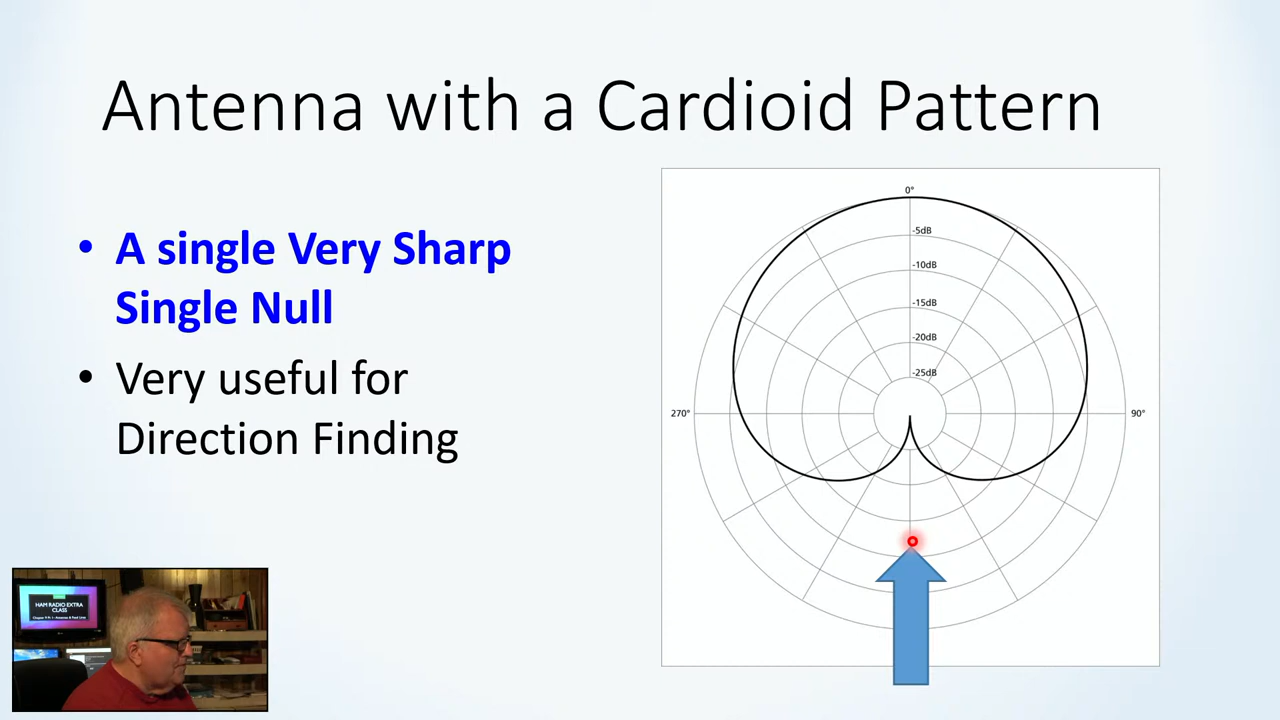 Antenna with a Cardioid Pattern
• A single Very Sharp
Single Null
• Very useful for
Direction Finding
0°
-5dB
-10dB
-15dB
-20dB
-25dB
270°
90°
HAM RADIO EXTRA
CLASS